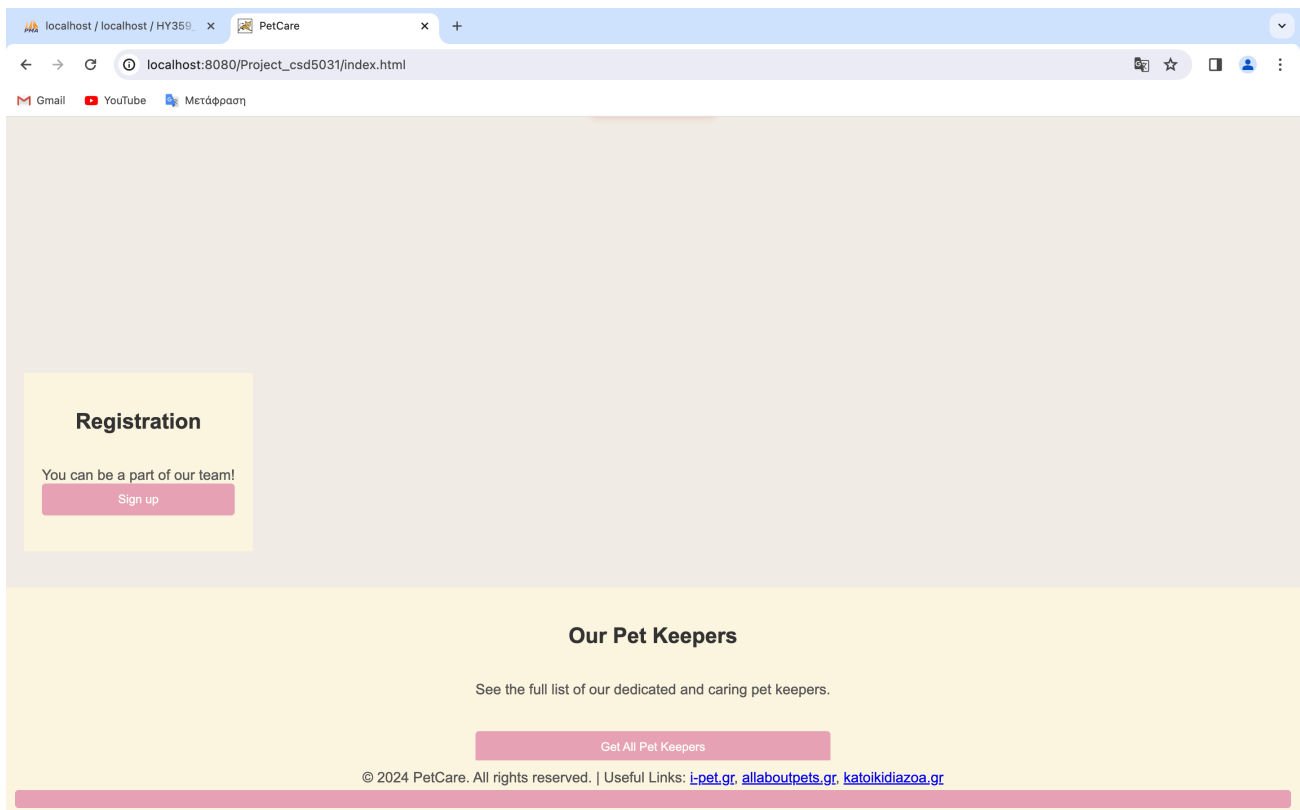 localhost / localhost / HY359_
PetCare
localhost:8080/Project_csd5031/index.html
Gmail
YouTube
Μετάφραση
Registration
You can be a part of our team!
Sign up
Our Pet Keepers
See the full list of our dedicated and caring pet keepers.
Get All Pet Keepers
© 2024 PetCare. All rights reserved. | Useful Links: i-pet.gr, allaboutpets.gr, katoikidiazoa.gr